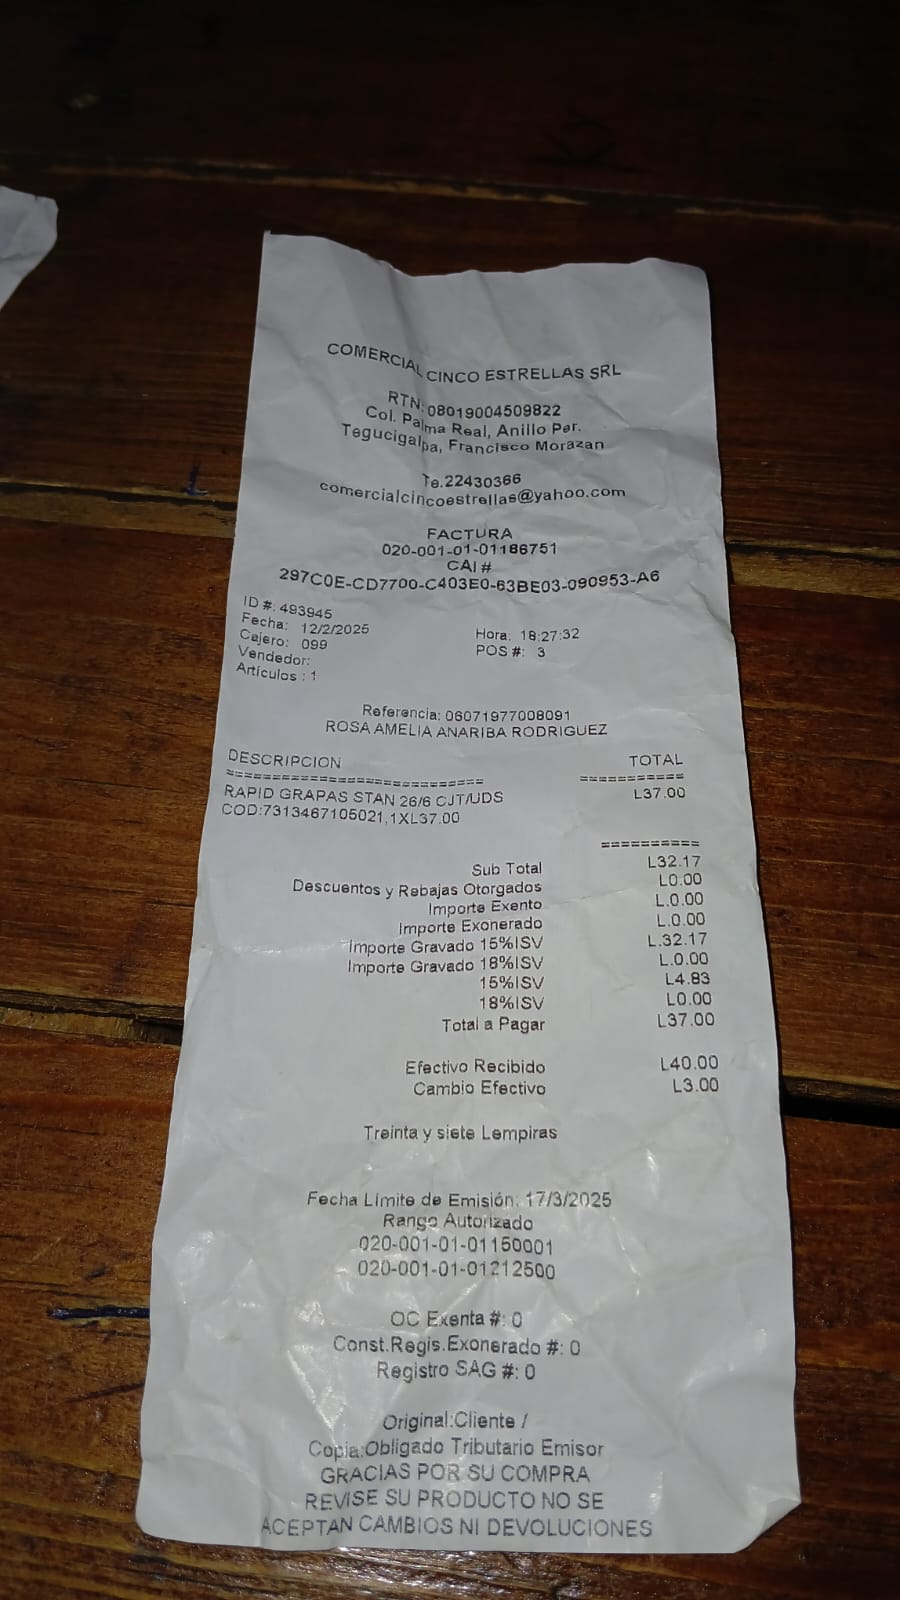 COMERCIAL CINCO ESTRELLAS SRL
RTN: 08019004509822
Col. Palma Real, Anillo Per.
Tegucigalpa, Francisco Morazan
Te.22430366
comercialcincoestrellas@yahoo.com
FACTURA
020-001-01-01186751
CAI #
297C0E-CD7700-C403E0-63BE03-090953-A6
ID #: 493945
Fecha: 12/2/2025 Hora: 18:27:32
Cajero: 099 POS #: 3
Vendedor:
Artículos : 1
Referencia: 06071977008091
ROSA AMELIA ANARIBA RODRIGUEZ
DESCRIPCION TOTAL
============================ ===========
RAPID GRAPAS STAN 26/6 CJT/UDS L37.00
COD:7313467105021,1XL37.00
==========
Sub Total L32.17
Descuentos y Rebajas Otorgados L0.00
Importe Exento L.0.00
Importe Exonerado L.0.00
Importe Gravado 15%ISV L.32.17
Importe Gravado 18%ISV L.0.00
15%ISV L4.83
18%ISV L0.00
Total a Pagar L37.00
Efectivo Recibido L40.00
Cambio Efectivo L3.00
Treinta y siete Lempiras
Fecha Límite de Emisión: 17/3/2025
Rango Autorizado
020-001-01-01150001
020-001-01-01212500
OC Exenta #: 0
Const.Regis.Exonerado #: 0
Registro SAG #: 0
Original:Cliente /
Copia:Obligado Tributario Emisor
GRACIAS POR SU COMPRA
REVISE SU PRODUCTO NO SE
ACEPTAN CAMBIOS NI DEVOLUCIONES